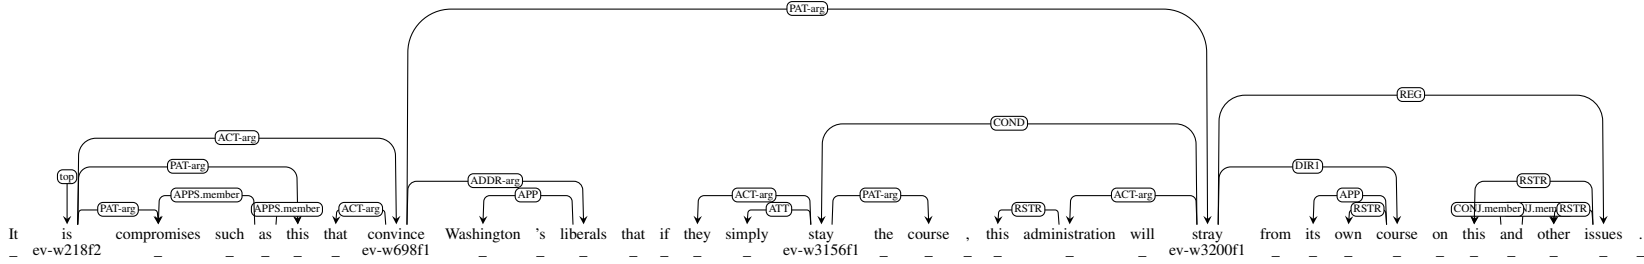 PAT-arg
REG
COND
ACT-arg
PAT-arg
top
ADDR-arg
DIR1
RSTR
APPS.member
APP
ACT-arg
PAT-arg
ACT-arg
APP
PAT-arg
APPS.member
ACT-arg
ATT
RSTR
RSTR
CONJ.member
RSTR
It is compromises such as this that convince Washington 's liberals that if they simply stay the course , this administration will stray from its own course on this and other issues .
_ ev-w218f2 _ _ _ _ _ ev-w698f1 _ _ _ _ _ _ _ ev-w3156f1 _ _ _ _ _ _ ev-w3200f1 _ _ _ _ _ _ _ _ _ _